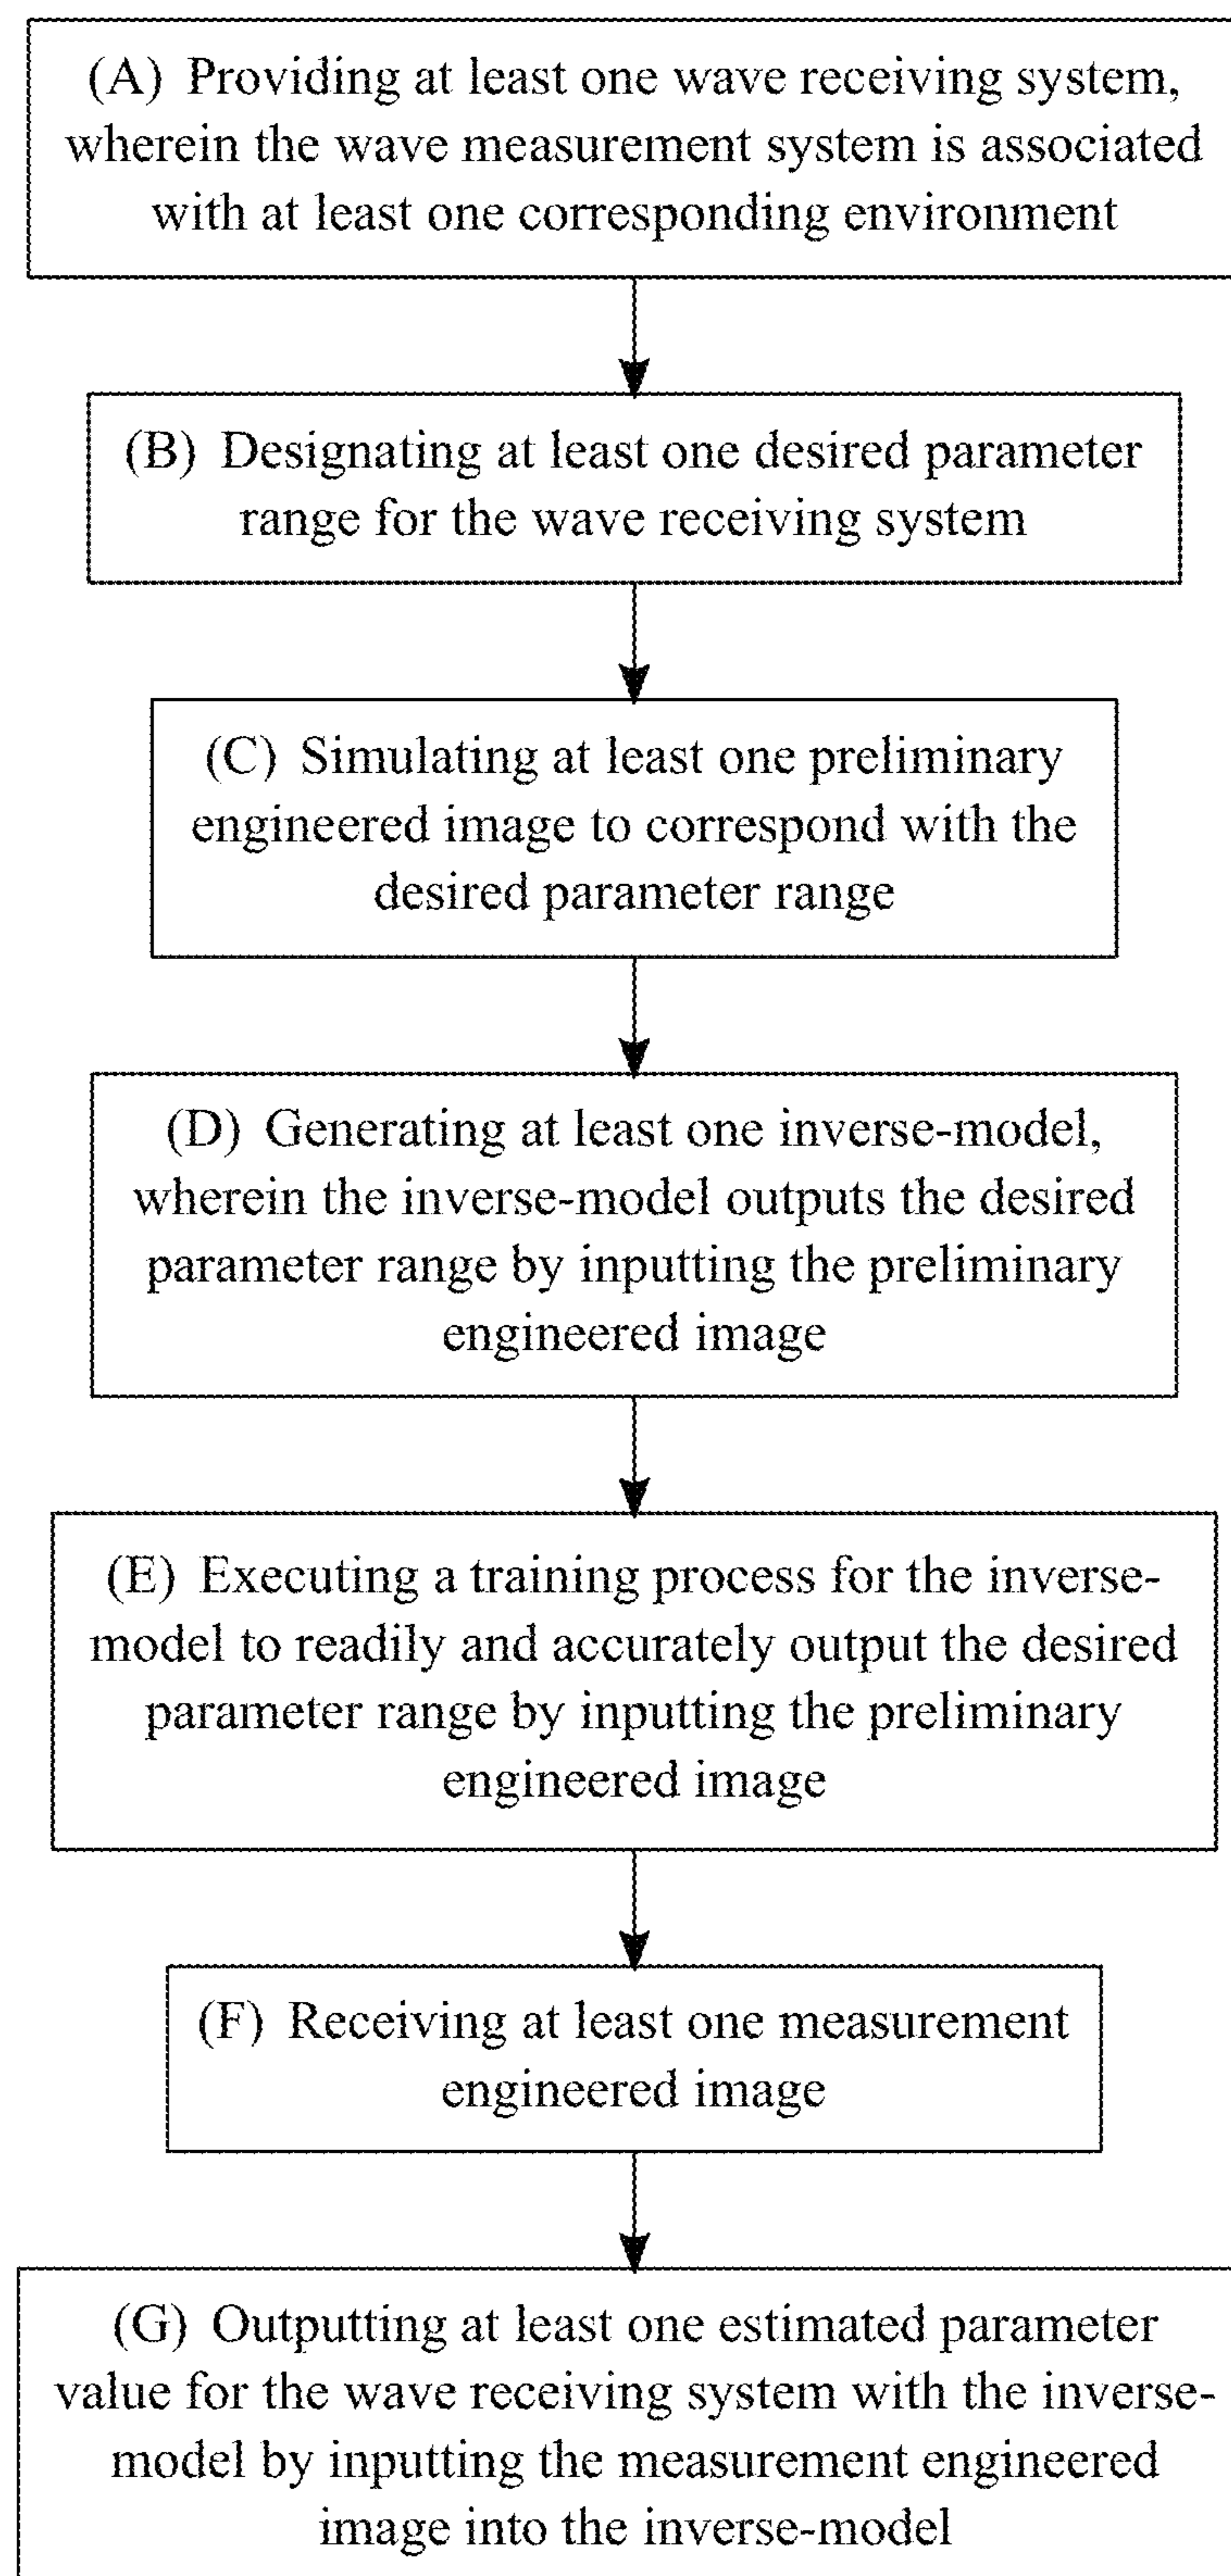 (A) Providing at least one wave receiving system,
wherein the wave measurement system is associated
with at least one corresponding environment
(B) Designating at least one desired parameter
range for the wave receiving system
(C) Simulating at least one preliminary
engineered image to correspond with the
desired parameter range
(D) Generating at least one inverse-model,
wherein the inverse-model outputs the desired
parameter range by inputting the preliminary
engineered image
(E) Executing a training process for the inverse-
model to readily and accurately output the desired
parameter range by inputting the preliminary
engineered image
(F) Receiving at least one measurement
engineered image
(G) Outputting at least one estimated parameter
value for the wave receiving system with the inverse-
model by inputting the measurement engineered
image into the inverse-model